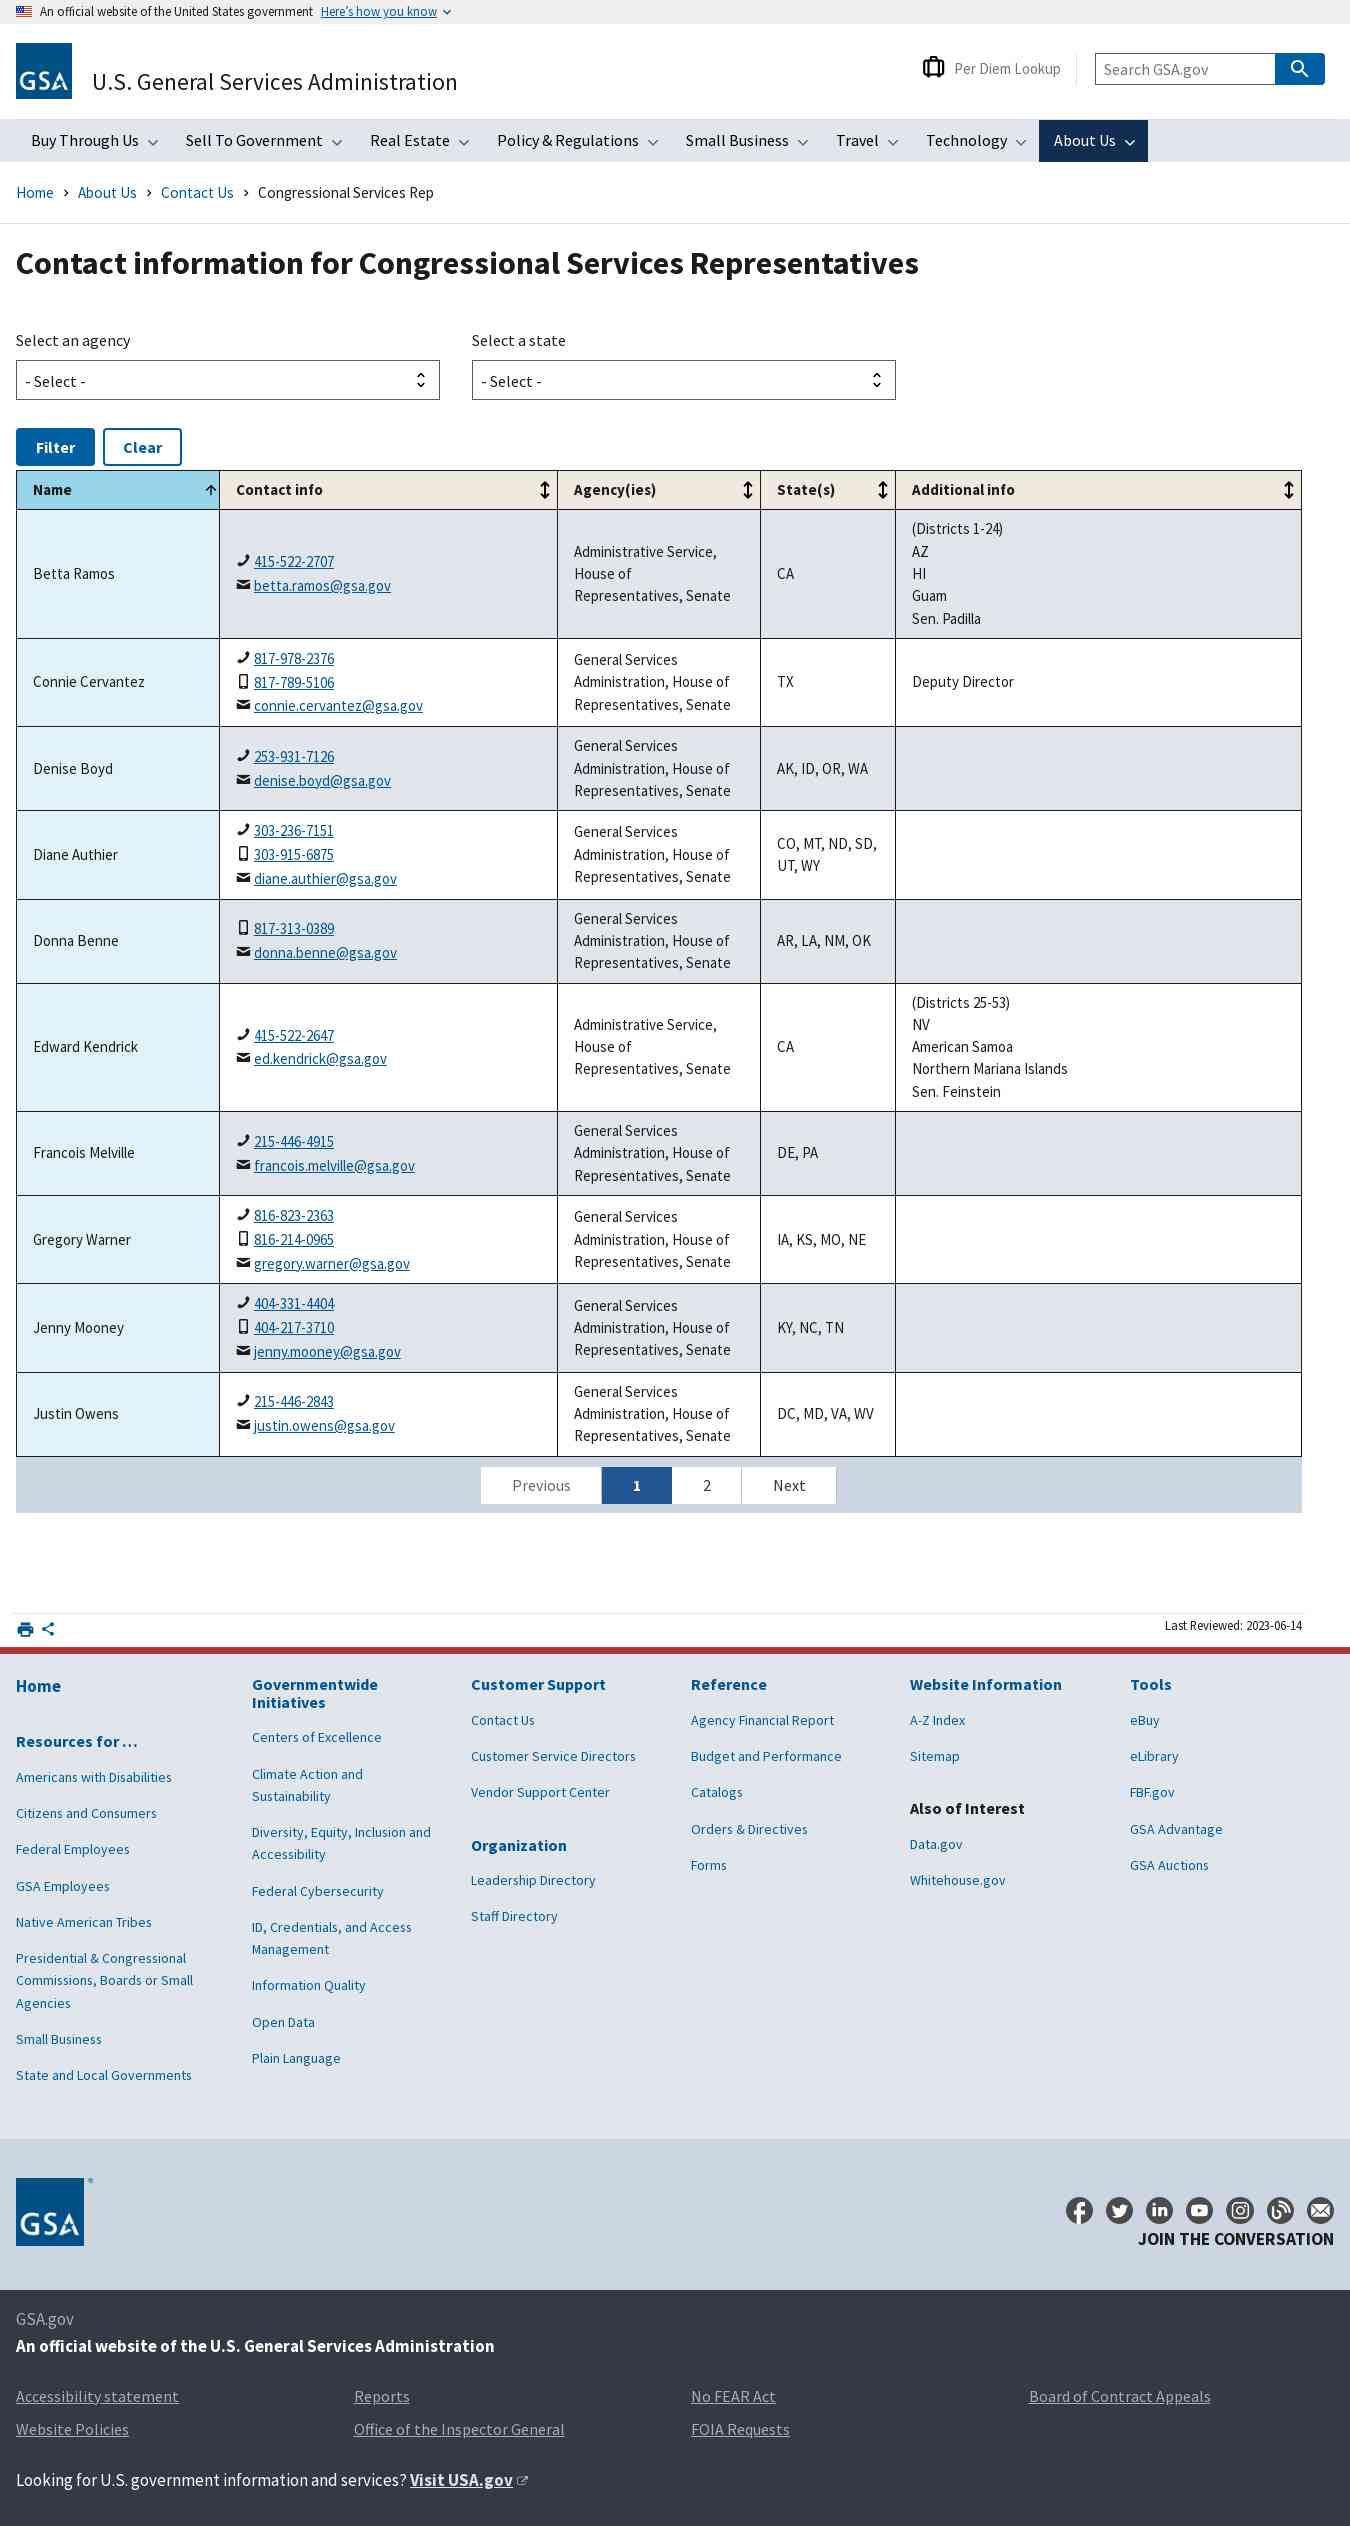 An official website of the United States government Here's how you know
GSA
U.S. General Services Administration
Per Diem Lookup
Search GSA.gov
Buy Through Us Sell To Government Real Estate Policy & Regulations Small Business Travel Technology About Us
Home About Us Contact Us Congressional Services Rep
Contact information for Congressional Services Representatives
Select an agency Select a state
- Select - - Select -
Filter Clear
Name Contact info Agency(ies) State(s) Additional info
Betta Ramos
415-522-2707
betta.ramos@gsa.gov
Administrative Service,
House of
Representatives, Senate
CA
(Districts 1-24)
AZ
HI
Guam
Sen. Padilla
Connie Cervantez
817-978-2376
817-789-5106
connie.cervantez@gsa.gov
General Services
Administration, House of
Representatives, Senate
TX
Deputy Director
Denise Boyd
253-931-7126
denise.boyd@gsa.gov
General Services
Administration, House of
Representatives, Senate
AK, ID, OR, WA
Diane Authier
303-236-7151
303-915-6875
diane.authier@gsa.gov
General Services
Administration, House of
Representatives, Senate
CO, MT, ND, SD,
UT, WY
Donna Benne
817-313-0389
donna.benne@gsa.gov
General Services
Administration, House of
Representatives, Senate
AR, LA, NM, OK
Edward Kendrick
415-522-2647
ed.kendrick@gsa.gov
Administrative Service,
House of
Representatives, Senate
CA
(Districts 25-53)
NV
American Samoa
Northern Mariana Islands
Sen. Feinstein
Francois Melville
215-446-4915
francois.melville@gsa.gov
General Services
Administration, House of
Representatives, Senate
DE, PA
Gregory Warner
816-823-2363
816-214-0965
gregory.warner@gsa.gov
General Services
Administration, House of
Representatives, Senate
IA, KS, MO, NE
Jenny Mooney
404-331-4404
404-217-3710
jenny.mooney@gsa.gov
General Services
Administration, House of
Representatives, Senate
KY, NC, TN
Justin Owens
215-446-2843
justin.owens@gsa.gov
General Services
Administration, House of
Representatives, Senate
DC, MD, VA, WV
Previous 1 2 Next
Last Reviewed: 2023-06-14
Home
Resources for …
Americans with Disabilities
Citizens and Consumers
Federal Employees
GSA Employees
Native American Tribes
Presidential & Congressional
Commissions, Boards or Small
Agencies
Small Business
State and Local Governments
Governmentwide
Initiatives
Centers of Excellence
Climate Action and
Sustainability
Diversity, Equity, Inclusion and
Accessibility
Federal Cybersecurity
ID, Credentials, and Access
Management
Information Quality
Open Data
Plain Language
Customer Support
Contact Us
Customer Service Directors
Vendor Support Center
Organization
Leadership Directory
Staff Directory
Reference
Agency Financial Report
Budget and Performance
Catalogs
Orders & Directives
Forms
Website Information
A-Z Index
Sitemap
Also of Interest
Data.gov
Whitehouse.gov
Tools
eBuy
eLibrary
FBF.gov
GSA Advantage
GSA Auctions
GSA
JOIN THE CONVERSATION
GSA.gov
An official website of the U.S. General Services Administration
Accessibility statement Reports No FEAR Act Board of Contract Appeals
Website Policies Office of the Inspector General FOIA Requests
Looking for U.S. government information and services? Visit USA.gov